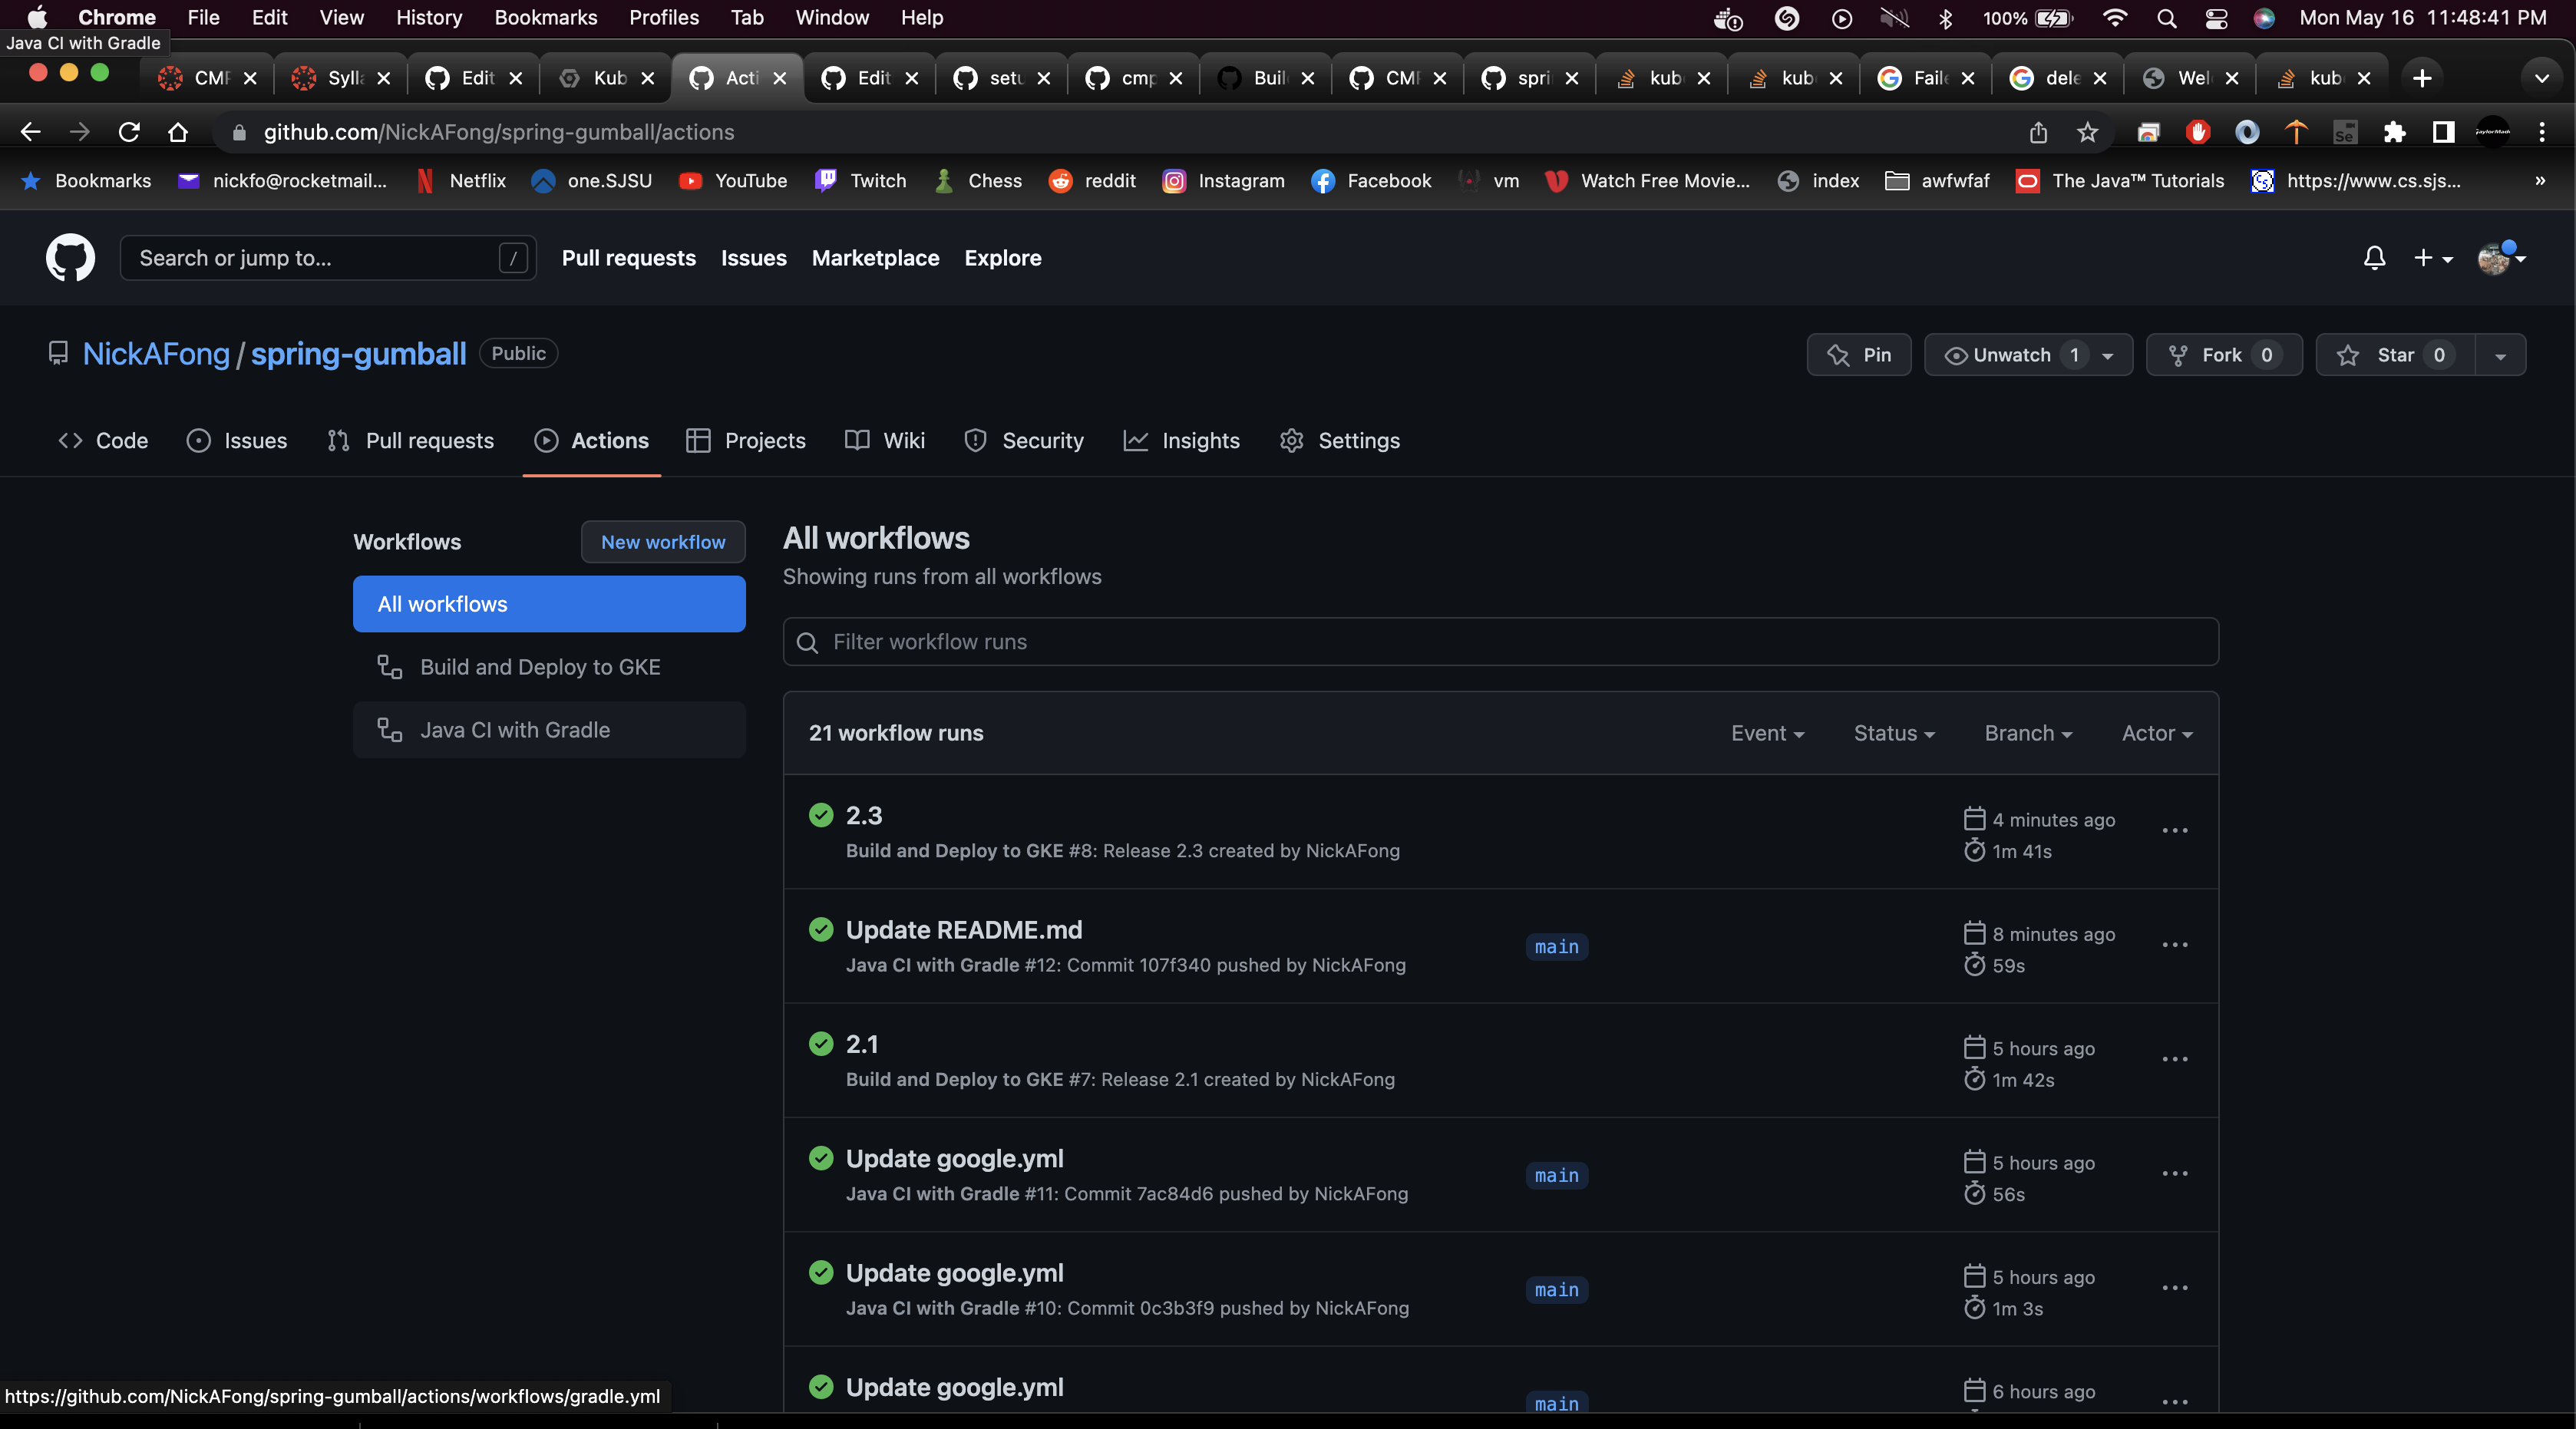 Chrome File Edit View History Bookmarks Profiles Tab Window Help 100% Mon May 16 11:48:41 PM
Java CI with Gradle
CMP Sylla Edit Kub Acti Edit setu cmp Buil CMP spri kub kub Faile dele Wel kub
github.com/NickAFong/spring-gumball/actions
Bookmarks nickfo@rocketmail... Netflix one.SJSU YouTube Twitch Chess reddit Instagram Facebook vm Watch Free Movie... index awfwfaf The Java™ Tutorials https://www.cs.sjs... »
Search or jump to... / Pull requests Issues Marketplace Explore
NickAFong / spring-gumball Public Pin Unwatch 1 Fork 0 Star 0
Code Issues Pull requests Actions Projects Wiki Security Insights Settings
Workflows New workflow
All workflows
Build and Deploy to GKE
Java CI with Gradle
All workflows
Showing runs from all workflows
Filter workflow runs
21 workflow runs Event Status Branch Actor
2.3 4 minutes ago
Build and Deploy to GKE #8: Release 2.3 created by NickAFong 1m 41s
Update README.md main 8 minutes ago
Java CI with Gradle #12: Commit 107f340 pushed by NickAFong 59s
2.1 5 hours ago
Build and Deploy to GKE #7: Release 2.1 created by NickAFong 1m 42s
Update google.yml main 5 hours ago
Java CI with Gradle #11: Commit 7ac84d6 pushed by NickAFong 56s
Update google.yml main 5 hours ago
Java CI with Gradle #10: Commit 0c3b3f9 pushed by NickAFong 1m 3s
Update google.yml main 6 hours ago
https://github.com/NickAFong/spring-gumball/actions/workflows/gradle.yml